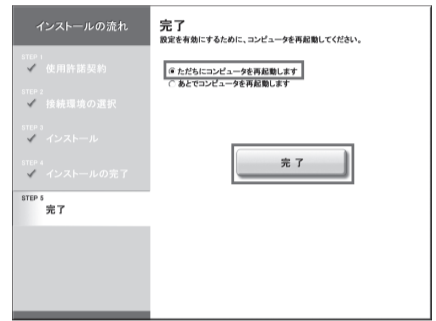 インストールの流れ
STEP 1
使用許諾契約
STEP 2
接続環境の選択
STEP 3
インストール
STEP 4
インストールの完了
STEP 5
完了
完了
設定を有効にするために、コンピュータを再起動してください。
ただちにコンピュータを再起動します
あとでコンピュータを再起動します
完了